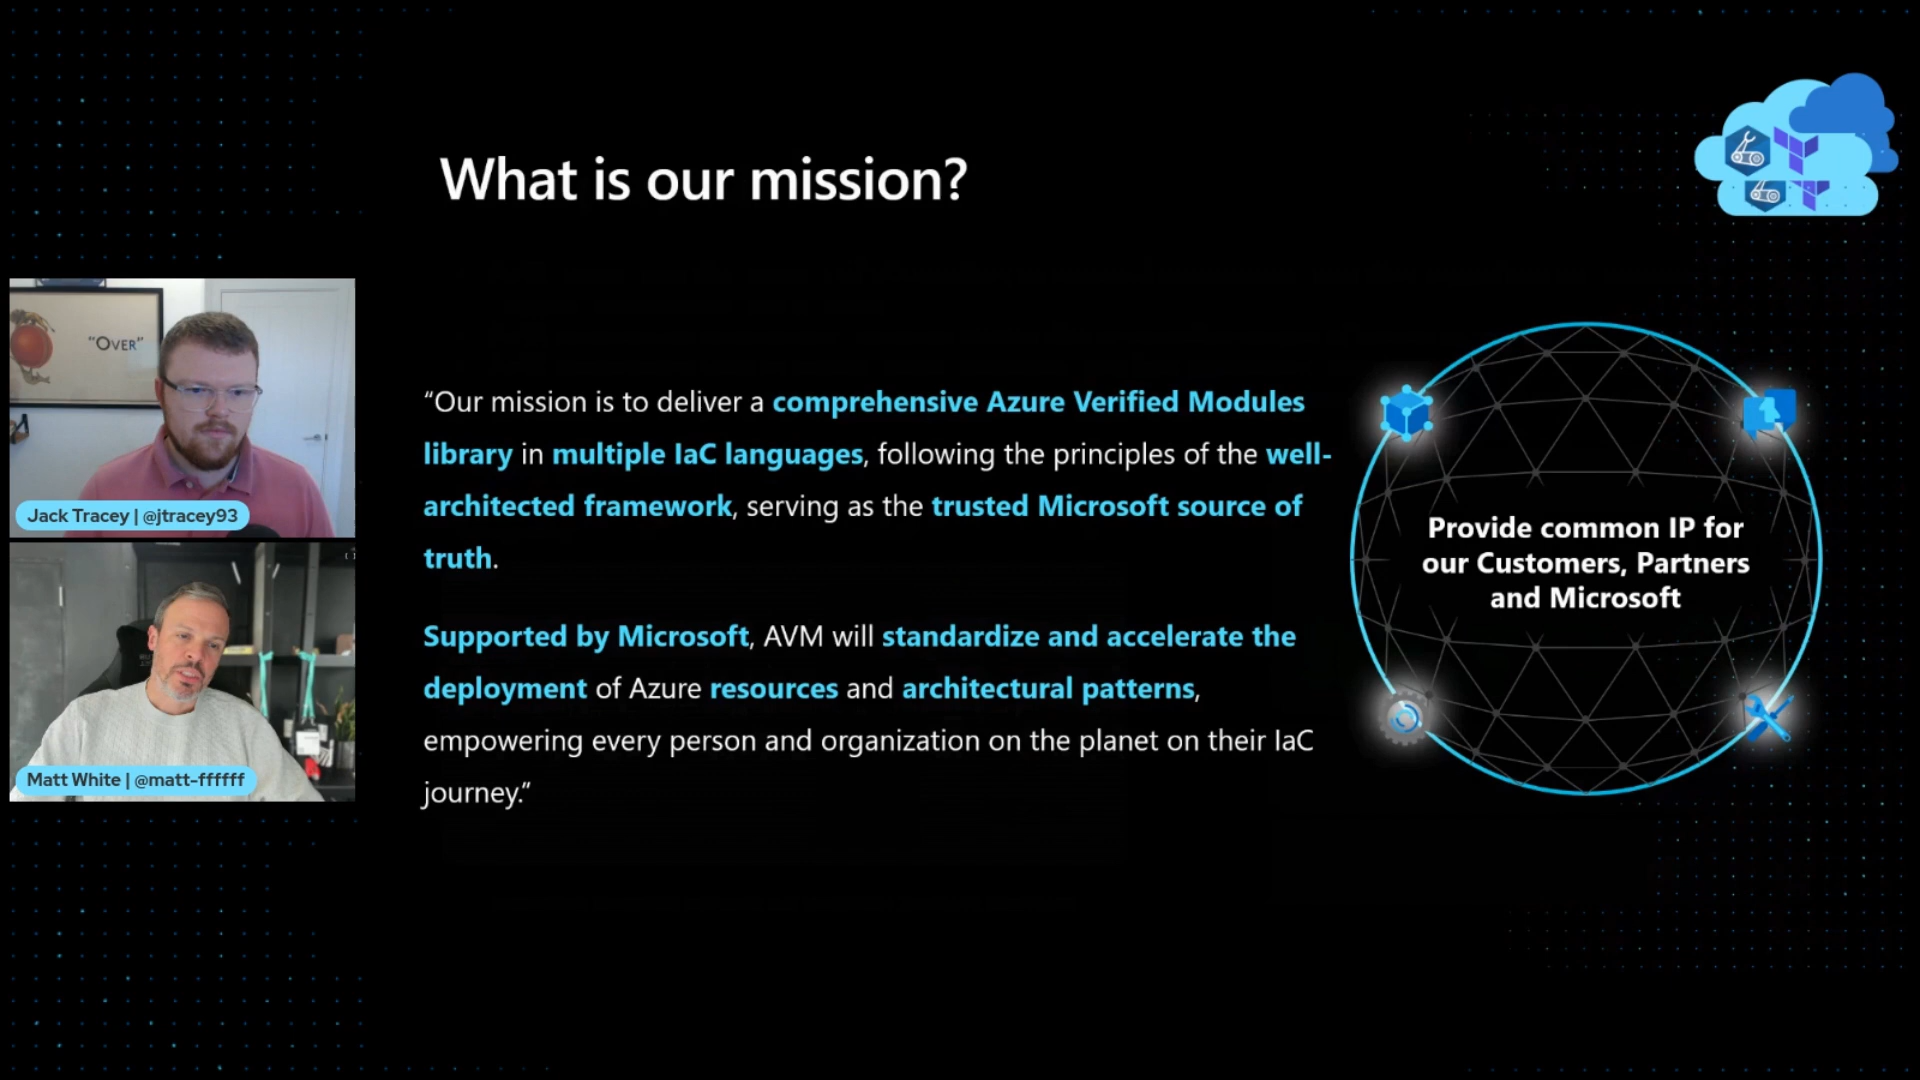 What is our mission?
“OVER”
Jack Tracey | @jtracey93
Matt White | @matt-ffffff
“Our mission is to deliver a comprehensive Azure Verified Modules
library in multiple IaC languages, following the principles of the well-
architected framework, serving as the trusted Microsoft source of
truth.
Supported by Microsoft, AVM will standardize and accelerate the
deployment of Azure resources and architectural patterns,
empowering every person and organization on the planet on their IaC
journey.”
Provide common IP for
our Customers, Partners
and Microsoft